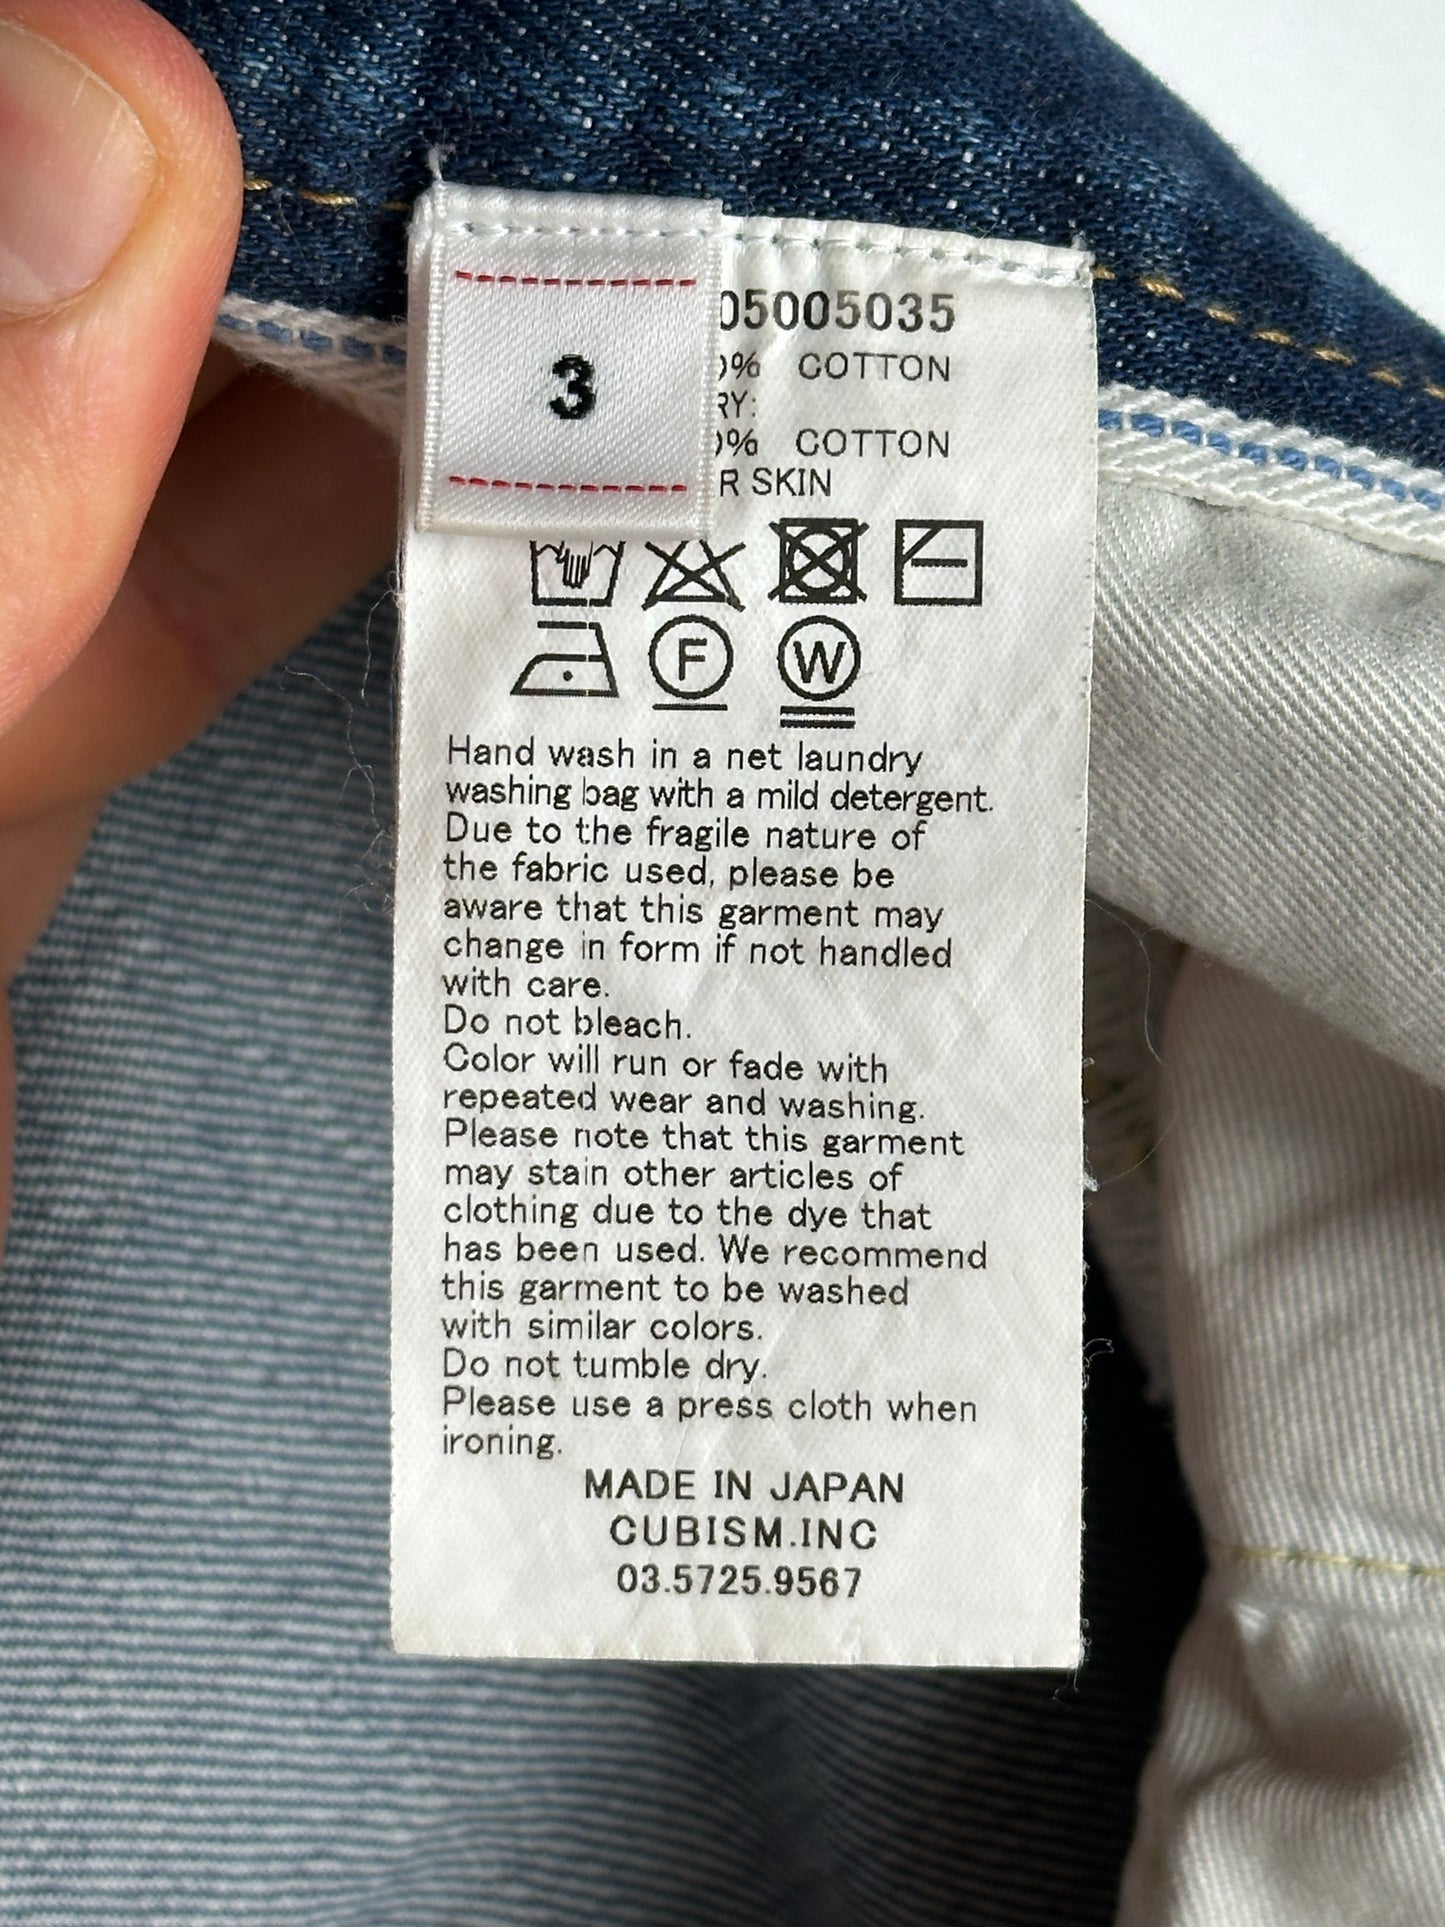 3
05005035
% COTTON
RY:
% COTTON
R SKIN
F
W
Hand wash in a net laundry
washing bag with a mild detergent.
Due to the fragile nature of
the fabric used, please be
aware that this garment may
change in form if not handled
with care.
Do not bleach.
Color will run or fade with
repeated wear and washing.
Please note that this garment
may stain other articles of
clothing due to the dye that
has been used. We recommend
this garment to be washed
with similar colors.
Do not tumble dry.
Please use a press cloth when
ironing.
MADE IN JAPAN
CUBISM.INC
03.5725.9567